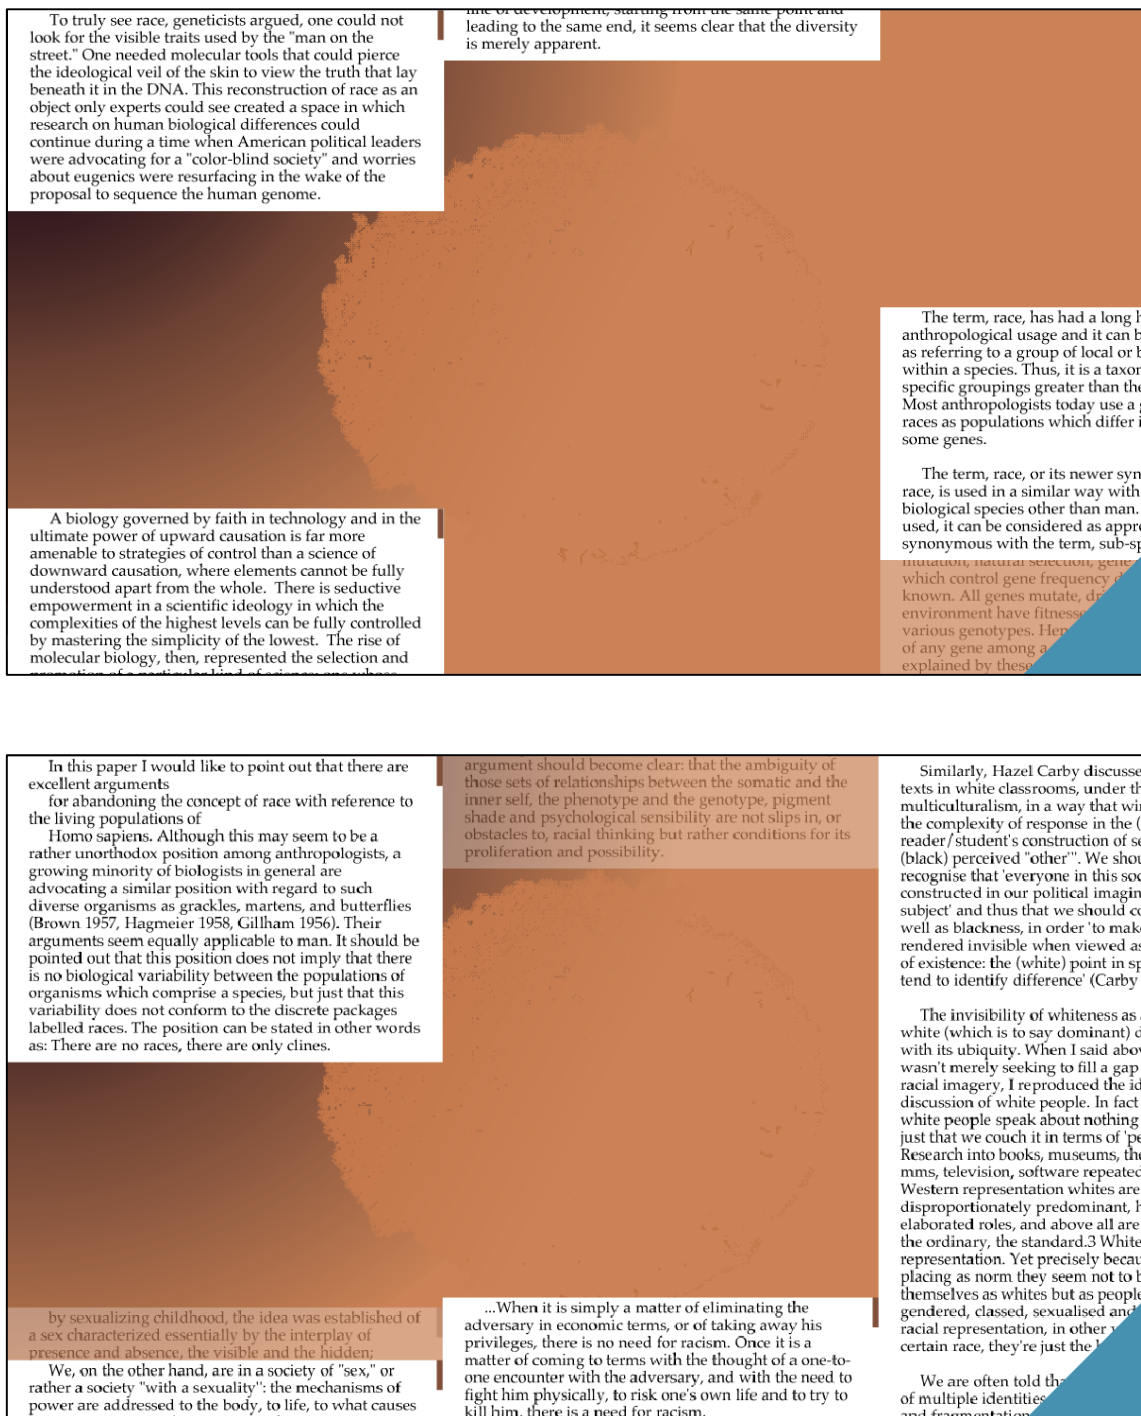 To truly see race, geneticists argued, one could not
look for the visible traits used by the "man on the
street." One needed molecular tools that could pierce
the ideological veil of the skin to view the truth that lay
beneath it in the DNA. This reconstruction of race as an
object only experts could see created a space in which
research on human biological differences could
continue during a time when American political leaders
were advocating for a "color-blind society" and worries
about eugenics were resurfacing in the wake of the
proposal to sequence the human genome.
A biology governed by faith in technology and in the
ultimate power of upward causation is far more
amenable to strategies of control than a science of
downward causation, where elements cannot be fully
understood apart from the whole.  There is seductive
empowerment in a scientific ideology in which the
complexities of the highest levels can be fully controlled
by mastering the simplicity of the lowest.  The rise of
molecular biology, then, represented the selection and
promotion of a particular kind of science: one whose
line of development, starting from the same point and
leading to the same end, it seems clear that the diversity
is merely apparent.
The term, race, has had a long
anthropological usage and it can
as referring to a group of local or
within a species. Thus, it is a
specific groupings greater than
Most anthropologists today use a
races as populations which differ
some genes.
The term, race, or its newer
race, is used in a similar way with
biological species other than man.
used, it can be considered as
synonymous with the term,
mutation, natural selection, gene
which control gene frequency
known. All genes mutate,
environment have
various genotypes.
of any gene among a
explained by these
In this paper I would like to point out that there are
excellent arguments
for abandoning the concept of race with reference to
the living populations of
Homo sapiens. Although this may seem to be a
rather unorthodox position among anthropologists, a
growing minority of biologists in general are
advocating a similar position with regard to such
diverse organisms as grackles, martens, and butterflies
(Brown 1957, Hagmeier 1958, Gillham 1956). Their
arguments seem equally applicable to man. It should be
pointed out that this position does not imply that there
is no biological variability between the populations of
organisms which comprise a species, but just that this
variability does not conform to the discrete packages
labelled races. The position can be stated in other words
as: There are no races, there are only clines.
by sexualizing childhood, the idea was established of
a sex characterized essentially by the interplay of
presence and absence, the visible and the hidden;
We, on the other hand, are in a society of "sex," or
rather a society "with a sexuality": the mechanisms of
power are addressed to the body, to life, to what causes
argument should become clear: that the ambiguity of
those sets of relationships between the somatic and the
inner self, the phenotype and the genotype, pigment
shade and psychological sensibility are not slips in, or
obstacles to, racial thinking but rather conditions for its
proliferation and possibility.
...When it is simply a matter of eliminating the
adversary in economic terms, or of taking away his
privileges, there is no need for racism. Once it is a
matter of coming to terms with the thought of a one-to-
one encounter with the adversary, and with the need to
fight him physically, to risk one's own life and to try to
kill him, there is a need for racism.
Similarly, Hazel Carby
texts in white classrooms, under
multiculturalism, in a way that
the complexity of response in the
reader/student's construction of
(black) perceived "other"". We
recognise that 'everyone in this
constructed in our political
subject' and thus that we should
well as blackness, in order 'to
rendered invisible when viewed as
of existence: the (white) point in
tend to identify difference' (Carby
The invisibility of whiteness as
white (which is to say dominant)
with its ubiquity. When I said
wasn't merely seeking to fill a gap
racial imagery, I reproduced the
discussion of white people. In fact
white people speak about nothing
just that we couch it in terms of
Research into books, museums,
mms, television, software
Western representation whites are
disproportionately predominant,
elaborated roles, and above all are
the ordinary, the standard.3
representation. Yet precisely
placing as norm they seem not to
themselves as whites but as people
gendered, classed, sexualised and
racial representation, in other
certain race, they're just the
We are often told
of multiple identities
and fragmentation